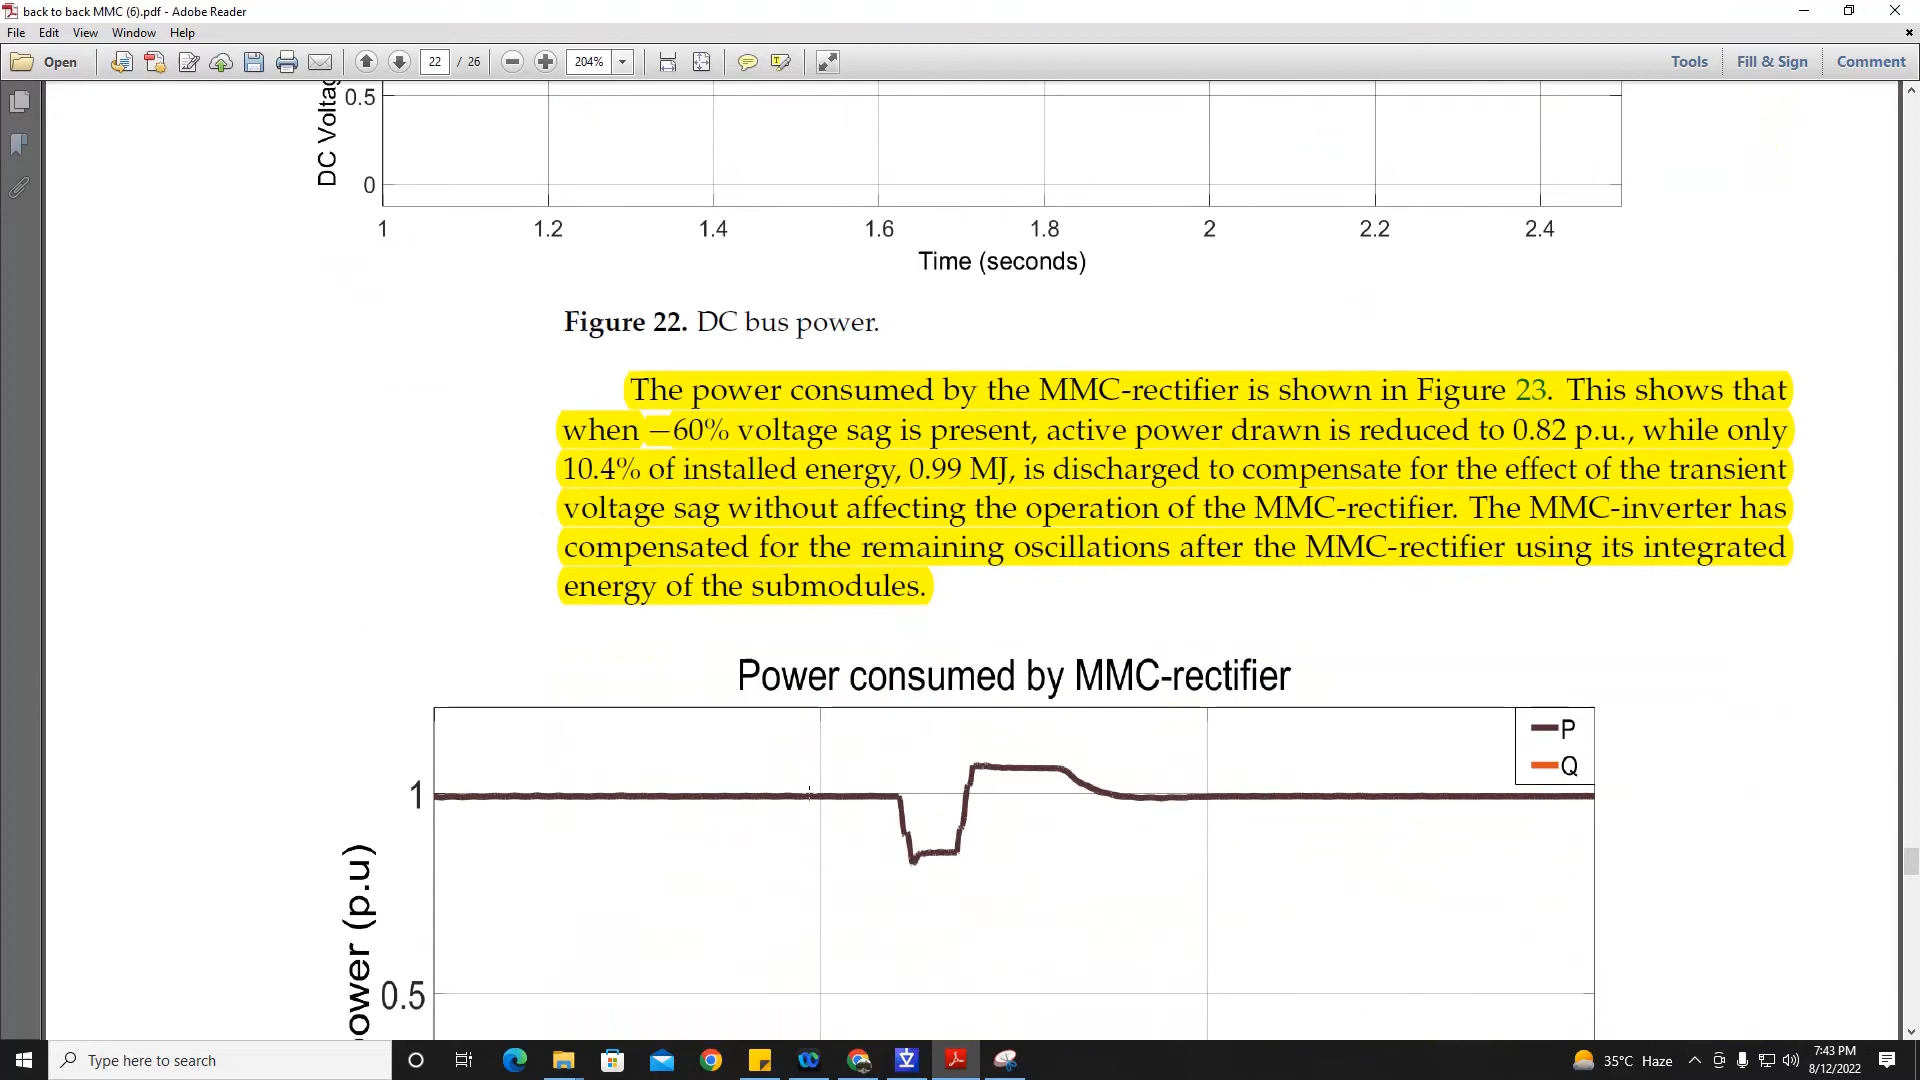 back to back MMC (6).pdf - Adobe Reader
File Edit View Window Help
Open 22 / 26 204% Tools Fill & Sign Comment
DC Voltag
0.5
0
1 1.2 1.4 1.6 1.8 2 2.2 2.4
Time (seconds)
Figure 22. DC bus power.
The power consumed by the MMC-rectifier is shown in Figure 23. This shows that
when −60% voltage sag is present, active power drawn is reduced to 0.82 p.u., while only
10.4% of installed energy, 0.99 MJ, is discharged to compensate for the effect of the transient
voltage sag without affecting the operation of the MMC-rectifier. The MMC-inverter has
compensated for the remaining oscillations after the MMC-rectifier using its integrated
energy of the submodules.
Power consumed by MMC-rectifier
P
Q
1
0.5
power (p.u)
Type here to search
35°C Haze
7:43 PM
8/12/2022